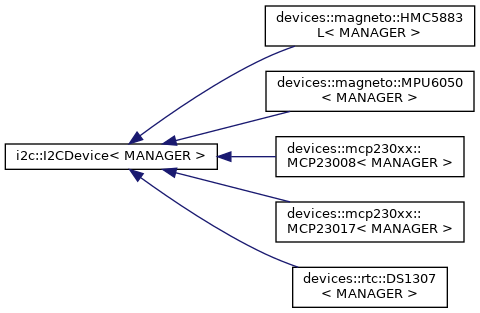 devices::magneto::HMC5883
L< MANAGER >
devices::magneto::MPU6050
< MANAGER >
i2c::I2CDevice< MANAGER >
devices::mcp230xx::
MCP23008< MANAGER >
devices::mcp230xx::
MCP23017< MANAGER >
devices::rtc::DS1307
< MANAGER >